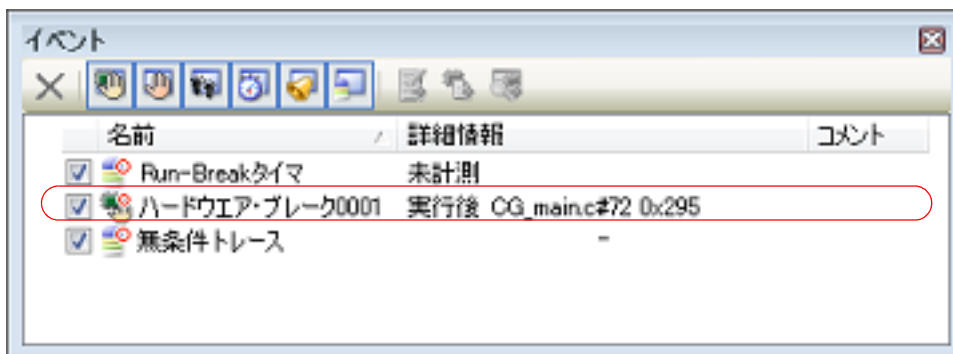 イベント
名前 詳細情報 コメント
Run-Breakタイマ 未計測
ハードウエア・ブレーク0001 実行後 CG_main.c#72 0x295
無条件トレース -